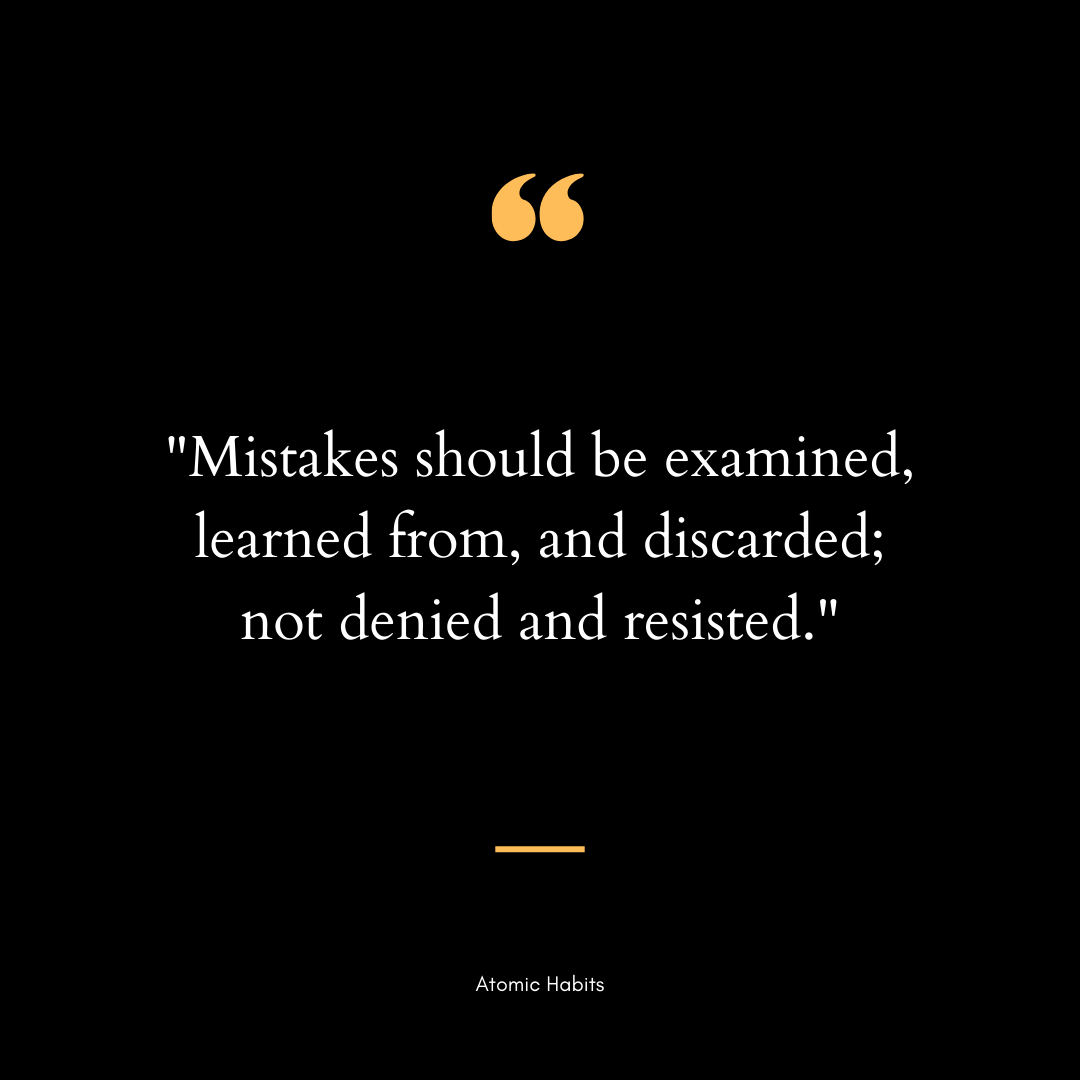 “
"Mistakes should be examined,
learned from, and discarded;
not denied and resisted."
Atomic Habits